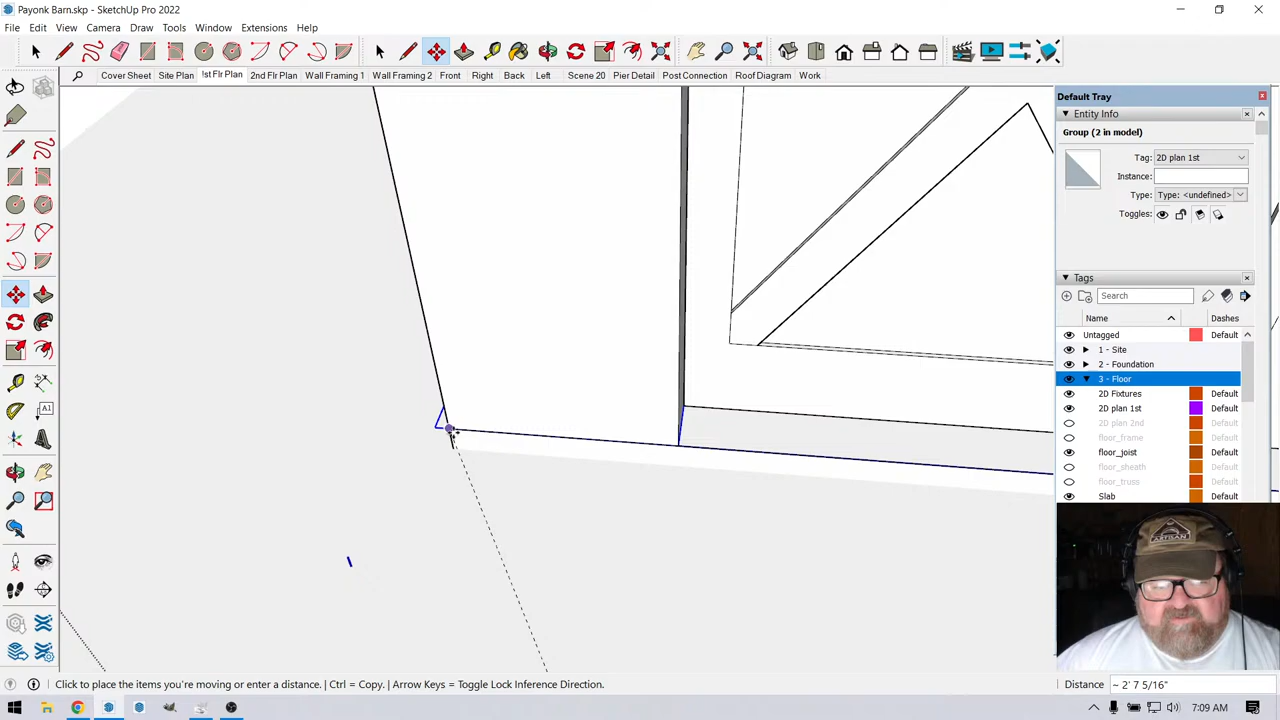 Payonk Barn.skp - SketchUp Pro 2022
File Edit View Camera Draw Tools Window Extensions Help
Cover Sheet Site Plan 1st Flr Plan 2nd Flr Plan Wall Framing 1 Wall Framing 2 Front Right Back Left Scene 20 Pier Detail Post Connection Roof Diagram Work
Default Tray
Entity Info
Group (2 in model)
Tag: 2D plan 1st
Instance:
Type: Type: <undefined>
Toggles:
Tags
Search
Name Dashes
Untagged Default
1 - Site Default
2 - Foundation Default
3 - Floor Default
2D Fixtures Default
2D plan 1st Default
2D plan 2nd Default
floor_frame Default
floor_joist Default
floor_sheath Default
floor_truss Default
Slab Default
ARTISAN
Click to place the items you're moving or enter a distance. | Ctrl = Copy. | Arrow Keys = Toggle Lock Inference Direction.
Distance ~ 2' 7 5/16"
7:09 AM